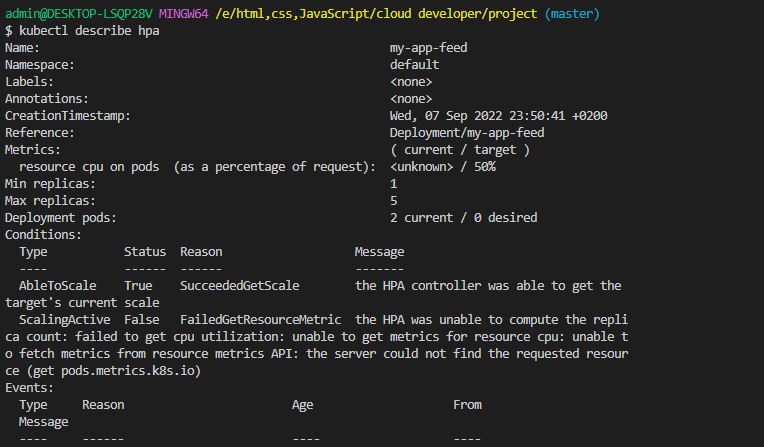 admin@DESKTOP-LSQP28V MINGW64 /e/html,css,JavaScript/cloud developer/project (master)
$ kubectl describe hpa
Name:                                                  my-app-feed
Namespace:                                             default
Labels:                                                <none>
Annotations:                                           <none>
CreationTimestamp:                                     Wed, 07 Sep 2022 23:50:41 +0200
Reference:                                             Deployment/my-app-feed
Metrics:                                               ( current / target )
  resource cpu on pods  (as a percentage of request):  <unknown> / 50%
Min replicas:                                          1
Max replicas:                                          5
Deployment pods:                                       2 current / 0 desired
Conditions:
  Type           Status  Reason                   Message
  ----           ------  ------                   -------
  AbleToScale    True    SucceededGetScale        the HPA controller was able to get the
target's current scale
  ScalingActive  False   FailedGetResourceMetric  the HPA was unable to compute the repli
ca count: failed to get cpu utilization: unable to get metrics for resource cpu: unable t
o fetch metrics from resource metrics API: the server could not find the requested resour
ce (get pods.metrics.k8s.io)
Events:
  Type     Reason                        Age                     From
  Message
  ----     ------                        ----                    ----